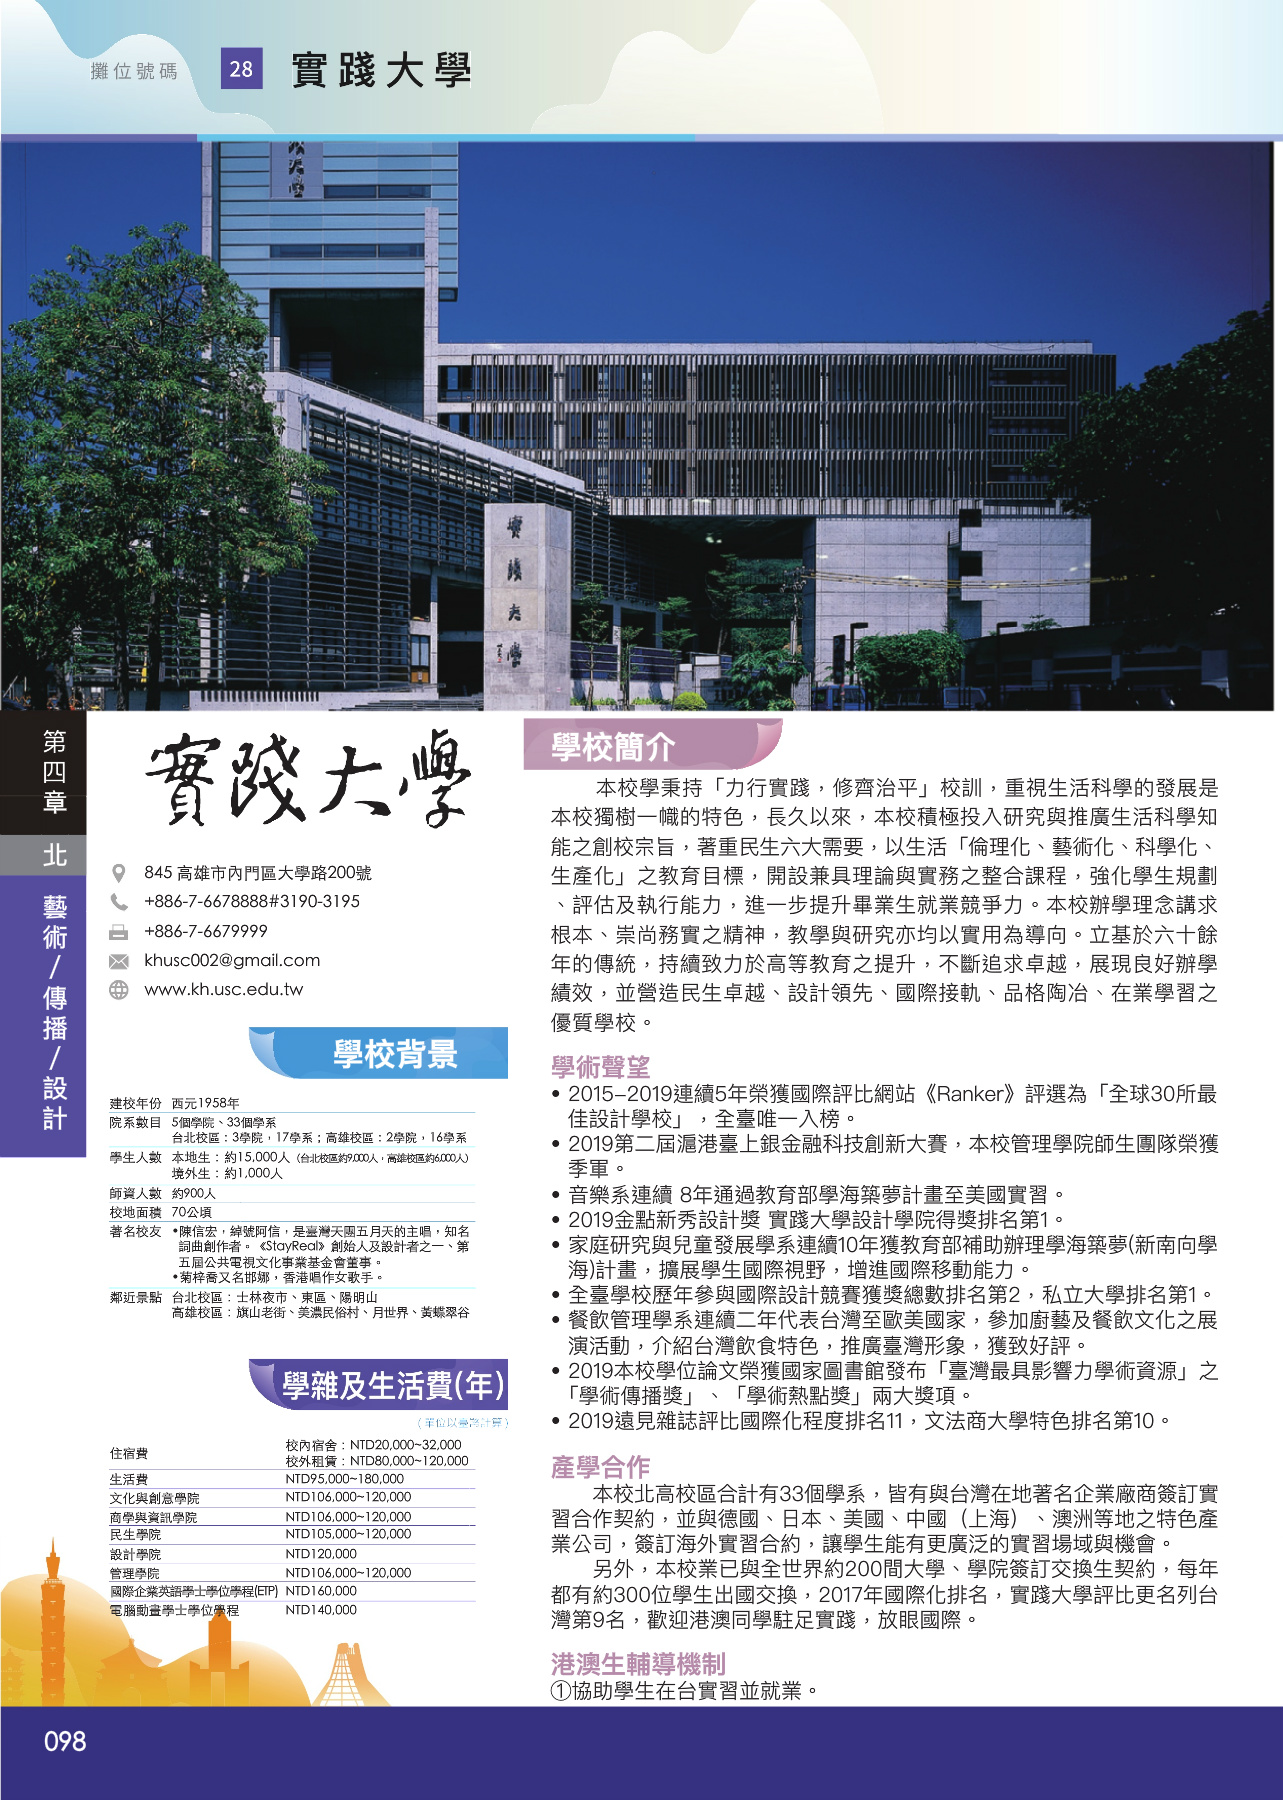 攤位號碼 28 實踐大學
實踐大學
實踐大學
第四章
北
藝術/傳播/設計
實踐大學
845 高雄市內門區大學路200號
+886-7-6678888#3190-3195
+886-7-6679999
khusc002@gmail.com
www.kh.usc.edu.tw
學校背景
建校年份 西元1958年
院系數目 5個學院、33個學系
台北校區：3學院，17學系；高雄校區：2學院，16學系
學生人數 本地生：約15,000人（台北校區約9,000人，高雄校區約6,000人）
境外生：約1,000人
師資人數 約900人
校地面積 70公頃
著名校友 •陳信宏，綽號阿信，是臺灣天團五月天的主唱，知名
詞曲創作者。《StayReal》創始人及設計者之一、第
五屆公共電視文化事業基金會董事。
•菊梓喬又名邯娜，香港唱作女歌手。
鄰近景點 台北校區：士林夜市、東區、陽明山
高雄校區：旗山老街、美濃民俗村、月世界、黃蝶翠谷
學雜及生活費(年)
（單位以臺幣計算）
住宿費 校內宿舍：NTD20,000~32,000
校外租賃：NTD80,000~120,000
生活費 NTD95,000~180,000
文化與創意學院 NTD106,000~120,000
商學與資訊學院 NTD106,000~120,000
民生學院 NTD105,000~120,000
設計學院 NTD120,000
管理學院 NTD106,000~120,000
國際企業英語學士學位學程(ETP) NTD160,000
電腦動畫學士學位學程 NTD140,000
學校簡介
本校學秉持「力行實踐，修齊治平」校訓，重視生活科學的發展是
本校獨樹一幟的特色，長久以來，本校積極投入研究與推廣生活科學知
能之創校宗旨，著重民生六大需要，以生活「倫理化、藝術化、科學化、
生產化」之教育目標，開設兼具理論與實務之整合課程，強化學生規劃
、評估及執行能力，進一步提升畢業生就業競爭力。本校辦學理念講求
根本、崇尚務實之精神，教學與研究亦均以實用為導向。立基於六十餘
年的傳統，持續致力於高等教育之提升，不斷追求卓越，展現良好辦學
績效，並營造民生卓越、設計領先、國際接軌、品格陶冶、在業學習之
優質學校。
學術聲望
• 2015–2019連續5年榮獲國際評比網站《Ranker》評選為「全球30所最
佳設計學校」，全臺唯一入榜。
• 2019第二屆滬港臺上銀金融科技創新大賽，本校管理學院師生團隊榮獲
季軍。
• 音樂系連續 8年通過教育部學海築夢計畫至美國實習。
• 2019金點新秀設計獎 實踐大學設計學院得獎排名第1。
• 家庭研究與兒童發展學系連續10年獲教育部補助辦理學海築夢(新南向學
海)計畫，擴展學生國際視野，增進國際移動能力。
• 全臺學校歷年參與國際設計競賽獲獎總數排名第2，私立大學排名第1。
• 餐飲管理學系連續二年代表台灣至歐美國家，參加廚藝及餐飲文化之展
演活動，介紹台灣飲食特色，推廣臺灣形象，獲致好評。
• 2019本校學位論文榮獲國家圖書館發布「臺灣最具影響力學術資源」之
「學術傳播獎」、「學術熱點獎」兩大獎項。
• 2019遠見雜誌評比國際化程度排名11，文法商大學特色排名第10。
產學合作
本校北高校區合計有33個學系，皆有與台灣在地著名企業廠商簽訂實
習合作契約，並與德國、日本、美國、中國（上海）、澳洲等地之特色產
業公司，簽訂海外實習合約，讓學生能有更廣泛的實習場域與機會。
另外，本校業已與全世界約200間大學、學院簽訂交換生契約，每年
都有約300位學生出國交換，2017年國際化排名，實踐大學評比更名列台
灣第9名，歡迎港澳同學駐足實踐，放眼國際。
港澳生輔導機制
①協助學生在台實習並就業。
098